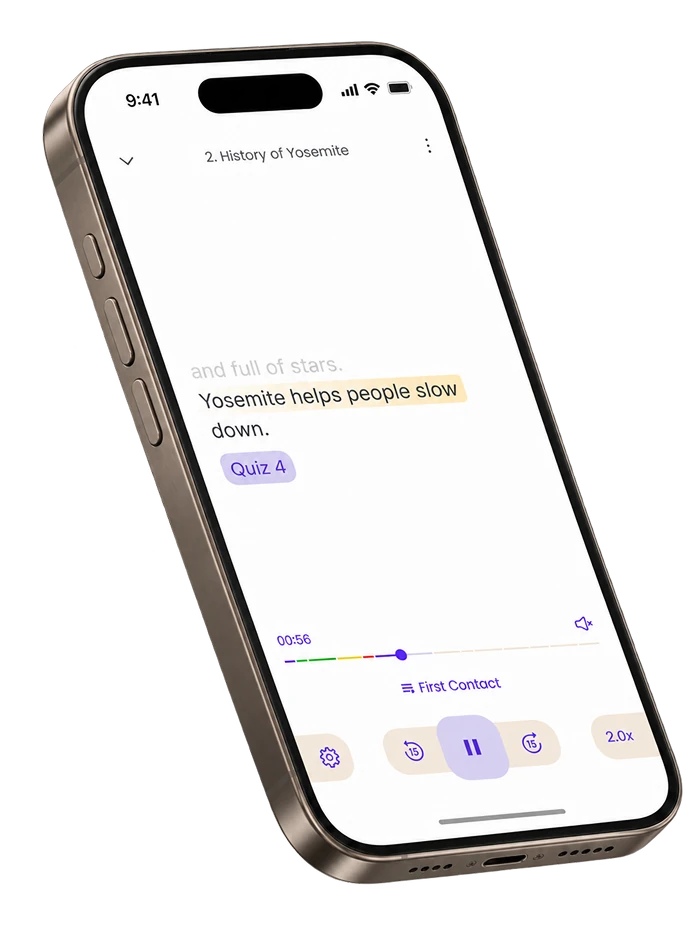 9:41
2. History of Yosemite
and full of stars.
Yosemite helps people slow
down.
Quiz 4
00:56
First Contact
15
15
2.0x